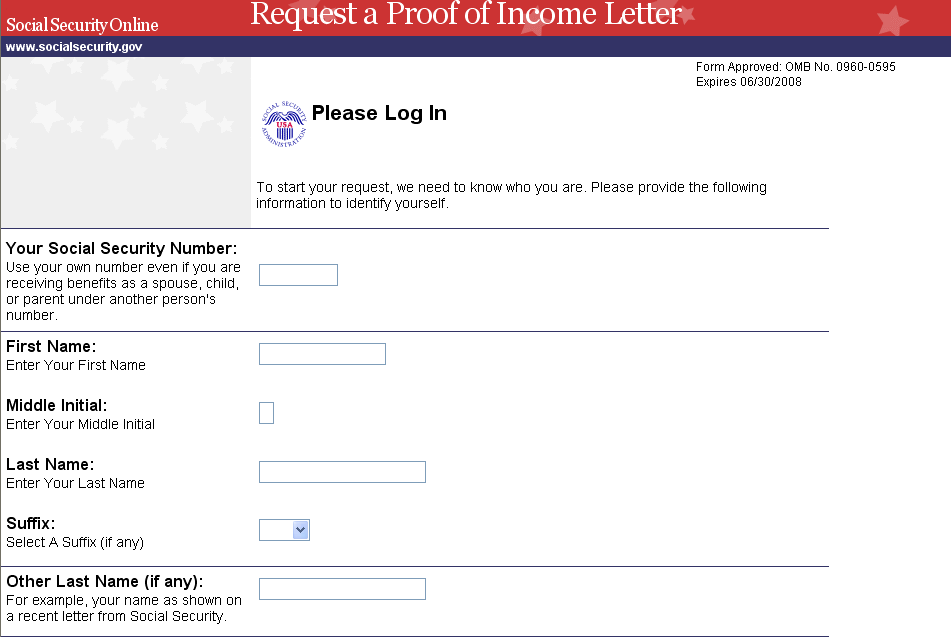 Social Security Online
Request a Proof of Income Letter
www.socialsecurity.gov
Form Approved: OMB No. 0960-0595
Expires 06/30/2008
SOCIAL SECURITY ADMINISTRATION
USA
Please Log In
To start your request, we need to know who you are. Please provide the following
information to identify yourself.
Your Social Security Number:
Use your own number even if you are
receiving benefits as a spouse, child,
or parent under another person's
number.
First Name:
Enter Your First Name
Middle Initial:
Enter Your Middle Initial
Last Name:
Enter Your Last Name
Suffix:
Select A Suffix (if any)
Other Last Name (if any):
For example, your name as shown on
a recent letter from Social Security.